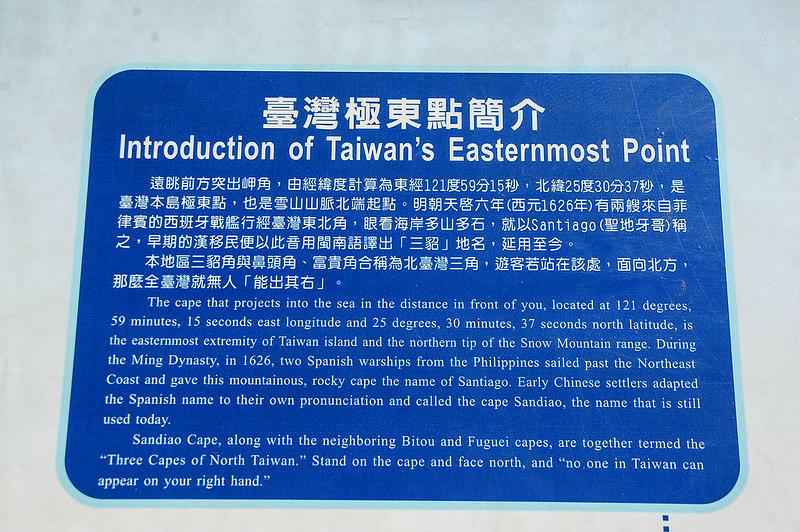 臺灣極東點簡介
Introduction of Taiwan's Easternmost Point
遠眺前方突出岬角，由經緯度計算為東經121度59分15秒，北緯25度30分37秒，是
臺灣本島極東點，也是雪山山脈北端起點。明朝天啓六年(西元1626年)有兩艘來自菲
律賓的西班牙戰艦行經臺灣東北角，眼看海岸多山多石，就以Santiago(聖地牙哥)稱
之，早期的漢移民便以此音用閩南語譯出「三貂」地名，延用至今。
本地區三貂角與鼻頭角、富貴角合稱為北臺灣三角，遊客若站在該處，面向北方，
那麼全臺灣就無人「能出其右」。
The cape that projects into the sea in the distance in front of you, located at 121 degrees,
59 minutes, 15 seconds east longitude and 25 degrees, 30 minutes, 37 seconds north latitude, is
the easternmost extremity of Taiwan island and the northern tip of the Snow Mountain range. During
the Ming Dynasty, in 1626, two Spanish warships from the Philippines sailed past the Northeast
Coast and gave this mountainous, rocky cape the name of Santiago. Early Chinese settlers adapted
the Spanish name to their own pronunciation and called the cape Sandiao, the name that is still
used today.
Sandiao Cape, along with the neighboring Bitou and Fuguei capes, are together termed the
"Three Capes of North Taiwan." Stand on the cape and face north, and "no one in Taiwan can
appear on your right hand."